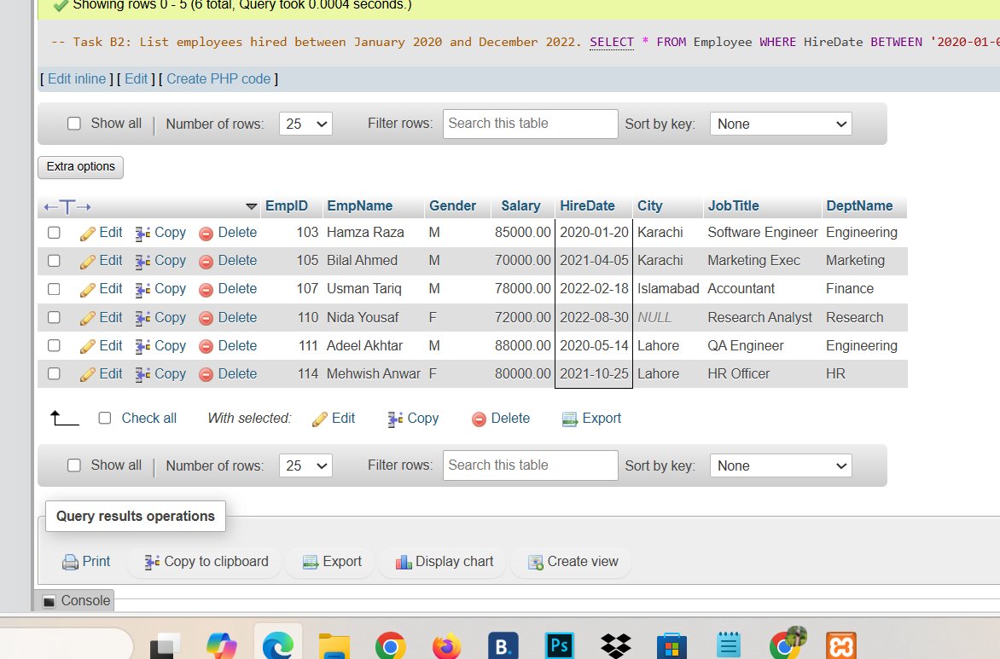 Showing rows 0 - 5 (6 total, Query took 0.0004 seconds.)
-- Task B2: List employees hired between January 2020 and December 2022. SELECT * FROM Employee WHERE HireDate BETWEEN '2020-01-0
[ Edit inline ] [ Edit ] [ Create PHP code ]
Show all | Number of rows: 25 Filter rows: Search this table Sort by key: None
Extra options
←T→ EmpID EmpName Gender Salary HireDate City JobTitle DeptName
Edit Copy Delete 103 Hamza Raza M 85000.00 2020-01-20 Karachi Software Engineer Engineering
Edit Copy Delete 105 Bilal Ahmed M 70000.00 2021-04-05 Karachi Marketing Exec Marketing
Edit Copy Delete 107 Usman Tariq M 78000.00 2022-02-18 Islamabad Accountant Finance
Edit Copy Delete 110 Nida Yousaf F 72000.00 2022-08-30 NULL Research Analyst Research
Edit Copy Delete 111 Adeel Akhtar M 88000.00 2020-05-14 Lahore QA Engineer Engineering
Edit Copy Delete 114 Mehwish Anwar F 80000.00 2021-10-25 Lahore HR Officer HR
Check all With selected: Edit Copy Delete Export
Show all | Number of rows: 25 Filter rows: Search this table Sort by key: None
Query results operations
Print Copy to clipboard Export Display chart Create view
Console
B. Ps